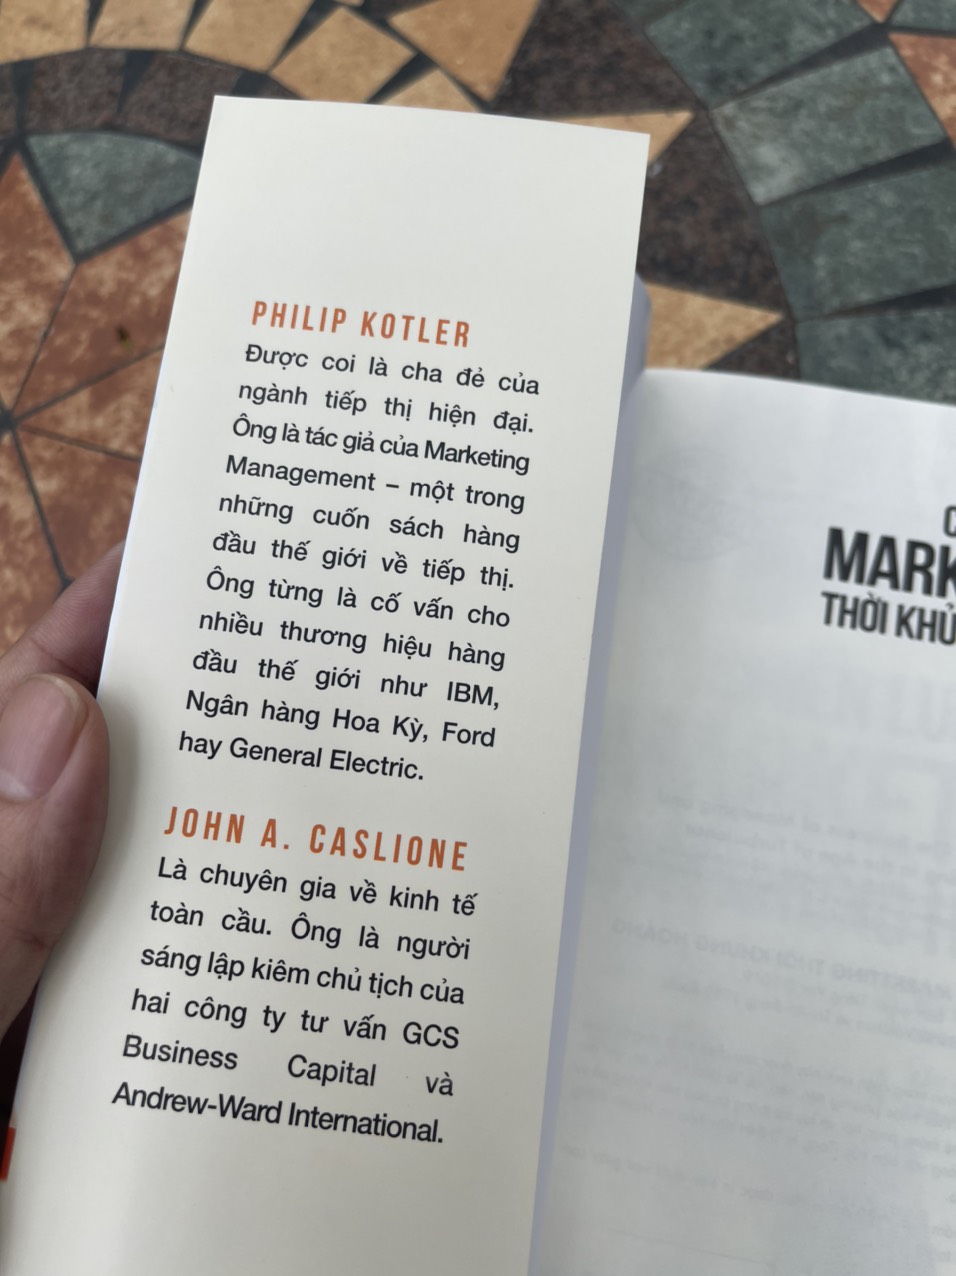 PHILIP KOTLER
Được coi là cha đẻ của
ngành tiếp thị hiện đại.
Ông là tác giả của Marketing
Management – một trong
những cuốn sách hàng
đầu thế giới về tiếp thị.
Ông từng là cố vấn cho
nhiều thương hiệu hàng
đầu thế giới như IBM,
Ngân hàng Hoa Kỳ, Ford
hay General Electric.
JOHN A. CASLIONE
Là chuyên gia về kinh tế
toàn cầu. Ông là người
sáng lập kiêm chủ tịch của
hai công ty tư vấn GCS
Business Capital và
Andrew-Ward International.
MARK
THỜI KHỦ